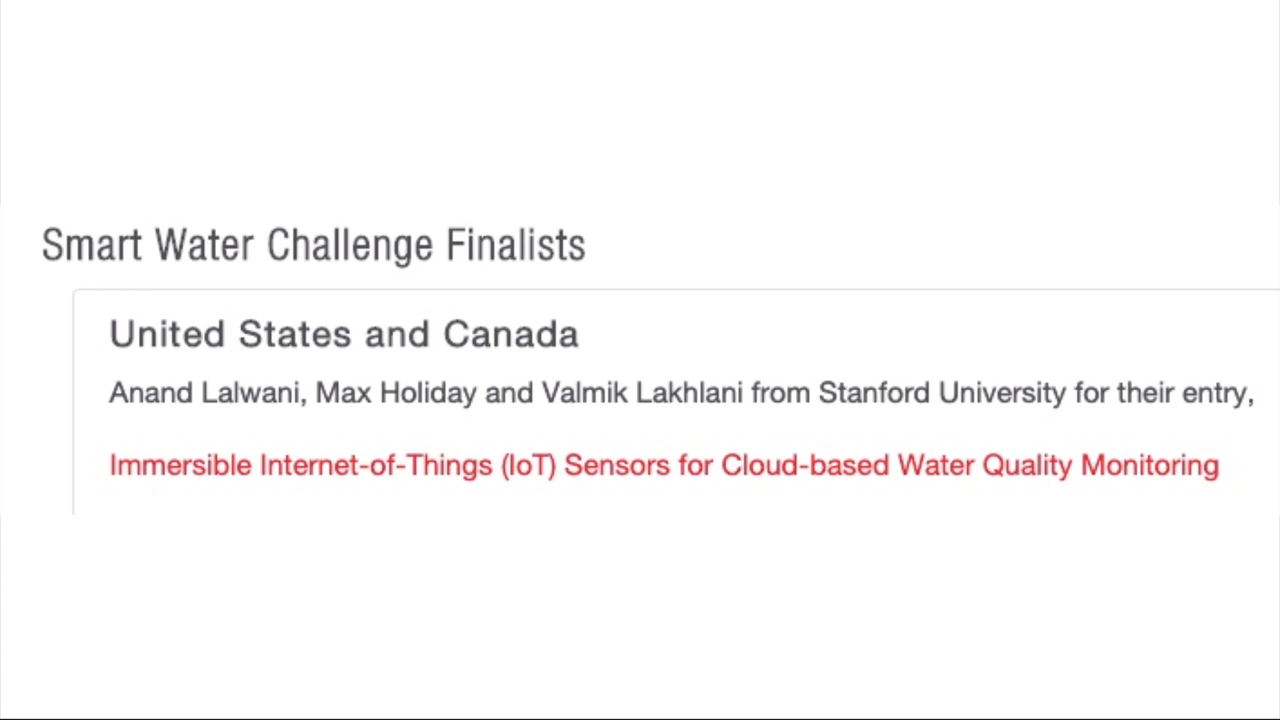 Smart Water Challenge Finalists
United States and Canada
Anand Lalwani, Max Holiday and Valmik Lakhlani from Stanford University for their entry,
Immersible Internet-of-Things (IoT) Sensors for Cloud-based Water Quality Monitoring